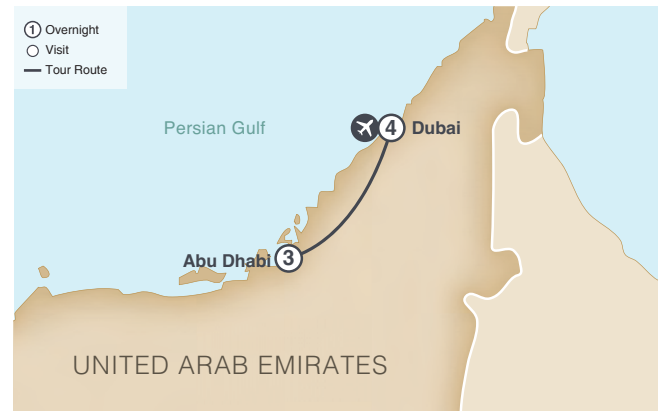 1 Overnight
Visit
Tour Route
Persian Gulf
4 Dubai
Abu Dhabi 3
UNITED ARAB EMIRATES